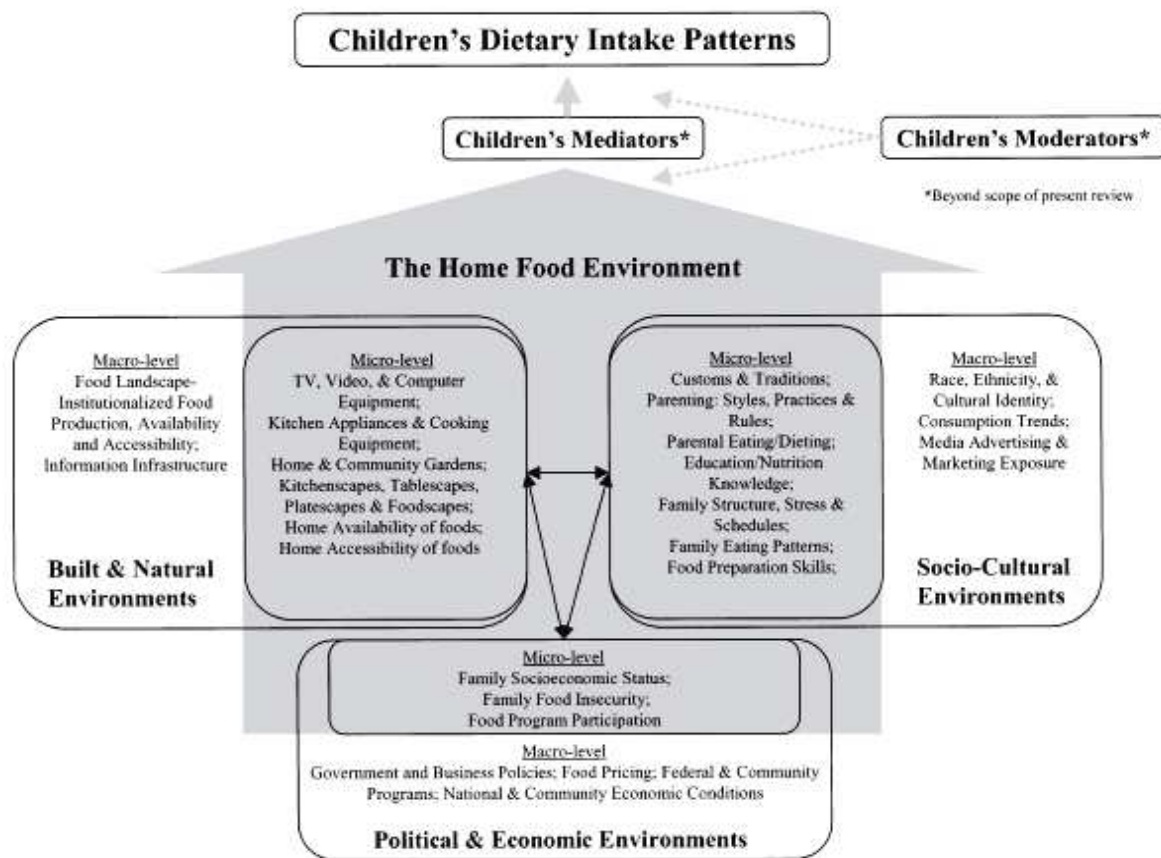 Children's Dietary Intake Patterns
Children's Mediators*
Children's Moderators*
*Beyond scope of present review
The Home Food Environment
Macro-level
Food Landscape-
Institutionalized Food
Production, Availability
and Accessibility;
Information Infrastructure
Built & Natural
Environments
Micro-level
TV, Video, & Computer
Equipment;
Kitchen Appliances & Cooking
Equipment;
Home & Community Gardens;
Kitchenscapes, Tablescapes,
Platescapes & Foodscapes;
Home Availability of foods;
Home Accessibility of foods
Micro-level
Customs & Traditions;
Parenting: Styles, Practices &
Rules;
Parental Eating/Dieting;
Education/Nutrition
Knowledge;
Family Structure, Stress &
Schedules;
Family Eating Patterns;
Food Preparation Skills;
Macro-level
Race, Ethnicity, &
Cultural Identity;
Consumption Trends;
Media Advertising &
Marketing Exposure
Socio-Cultural
Environments
Micro-level
Family Socioeconomic Status;
Family Food Insecurity;
Food Program Participation
Macro-level
Government and Business Policies; Food Pricing; Federal & Community
Programs; National & Community Economic Conditions
Political & Economic Environments